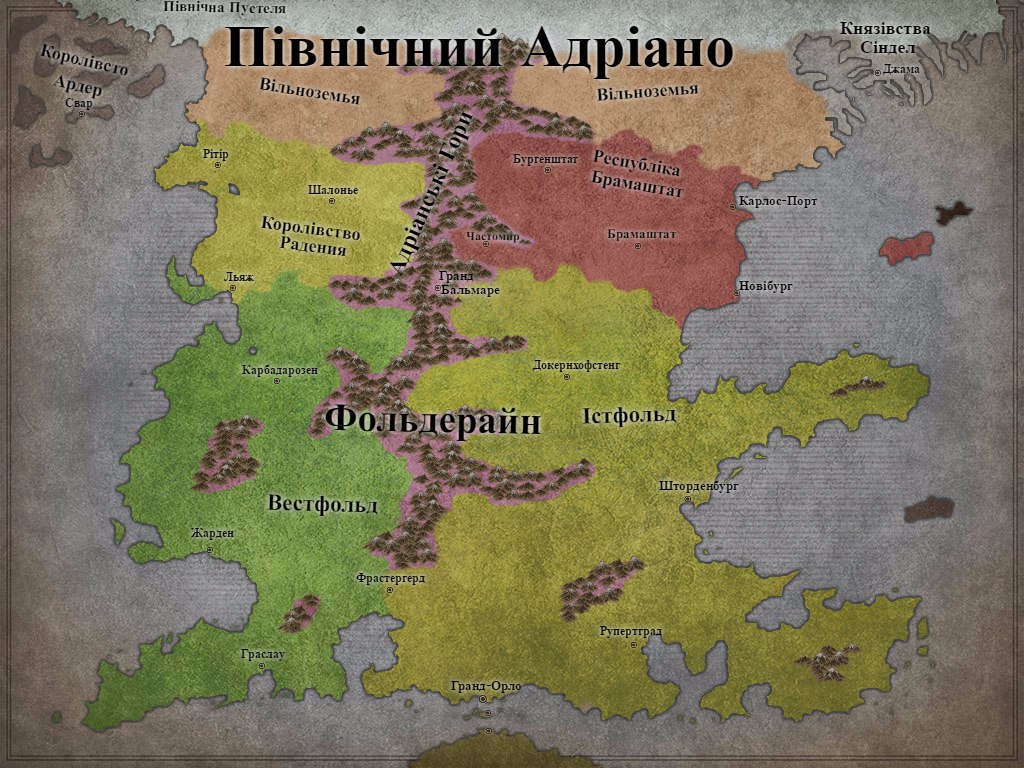 Північна Пустеля
Північний Адріано
Князівства
Сіндел
Джама
Королівсто
Ардер
Свар
Вільноземья
Вільноземья
Рітір
Шалонье
Королівство
Радения
Льяж
Адріанські Гори
Бургенштат
Республіка
Брамаштат
Карлос-Порт
Частомир
Брамаштат
Гранд
Бальмаре
Новібург
Карбадарозен
Докернхофстенг
Фольдерайн
Істфольд
Вестфольд
Шторденбург
Жарден
Фрастергерд
Рупертград
Граслау
Гранд-Орло